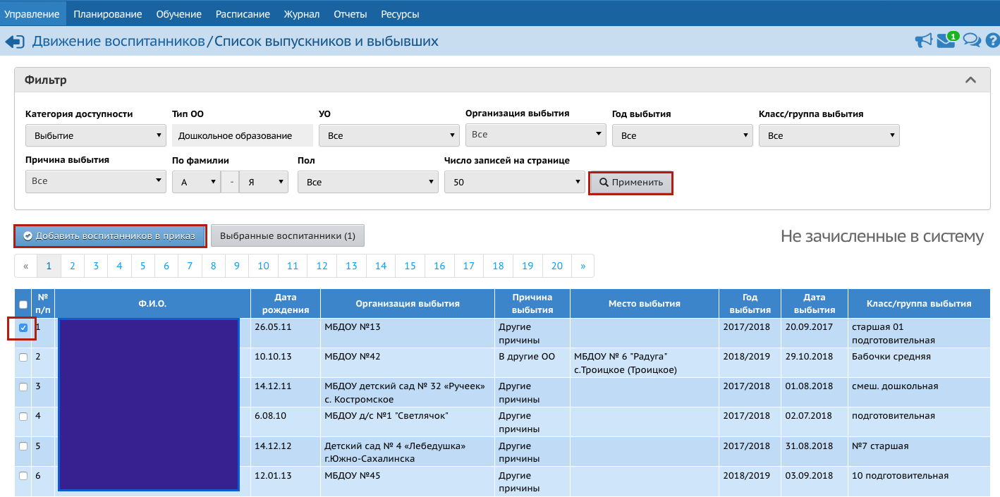 Управление Планирование Обучение Расписание Журнал Отчеты Ресурсы
Движение воспитанников/Список выпускников и выбывших
1
?
Фильтр
Категория доступности Тип ОО УО Организация выбытия Год выбытия Класс/группа выбытия
Выбытие Дошкольное образование Все Все Все Все
Причина выбытия По фамилии Пол Число записей на странице
Все А - Я Все 50 Применить
Добавить воспитанников в приказ Выбранные воспитанники (1) Не зачисленные в систему
« 1 2 3 4 5 6 7 8 9 10 11 12 13 14 15 16 17 18 19 20 »
№ п/п Ф.И.О. Дата рождения Организация выбытия Причина выбытия Место выбытия Год выбытия Дата выбытия Класс/группа выбытия
1 26.05.11 МБДОУ №13 Другие 2017/2018 20.09.2017 старшая 01
причины подготовительная
2 10.10.13 МБДОУ №42 В другие ОО МБДОУ № 6 "Радуга" 2018/2019 29.10.2018 Бабочки средняя
с.Троицкое (Троицкое)
3 14.12.11 МБДОУ детский сад № 32 «Ручеек» Другие 2017/2018 01.08.2018 смеш. дошкольная
с. Костромское причины
4 6.08.10 МБДОУ д/с №1 "Светлячок" Другие 2017/2018 02.07.2018 подготовительная
причины
5 14.12.12 Детский сад № 4 «Лебедушка» Другие 2017/2018 31.08.2018 №7 старшая
г.Южно-Сахалинска причины
6 12.01.13 МБДОУ №45 Другие 2018/2019 03.09.2018 10 подготовительная
причины